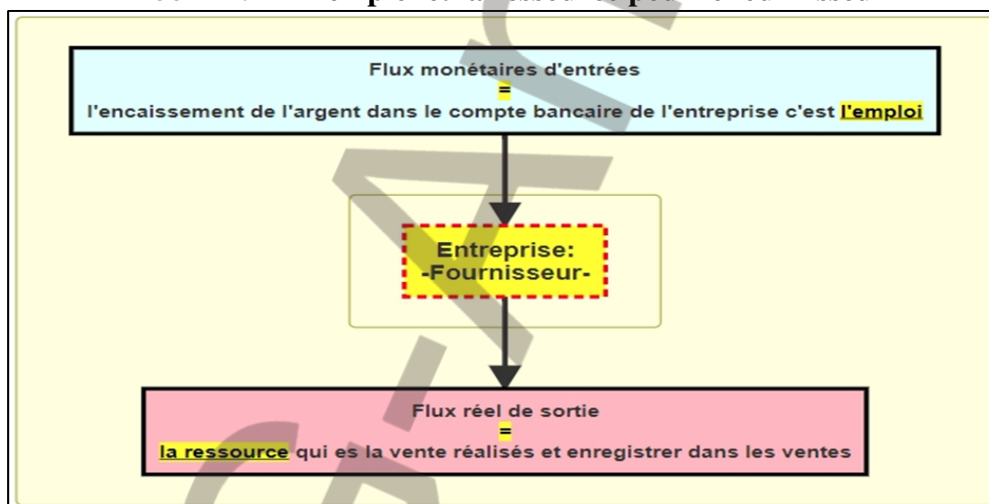 Flux monétaires d'entrées
=
l'encaissement de l'argent dans le compte bancaire de l'entreprise c'est l'emploi
Entreprise:
-Fournisseur-
Flux réel de sortie
=
la ressource qui es la vente réalisés et enregistrer dans les ventes